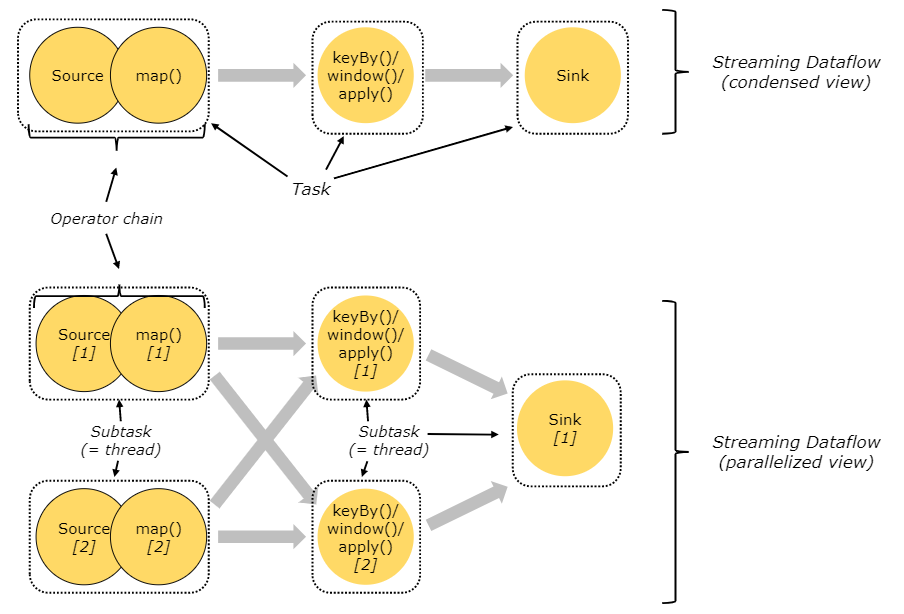 Source
map()
keyBy()/
window()/
apply()
Sink
Streaming Dataflow
(condensed view)
Task
Operator chain
Source
[1]
map()
[1]
keyBy()/
window()/
apply()
[1]
Subtask
(= thread)
Subtask
(= thread)
Sink
[1]
Streaming Dataflow
(parallelized view)
Source
[2]
map()
[2]
keyBy()/
window()/
apply()
[2]